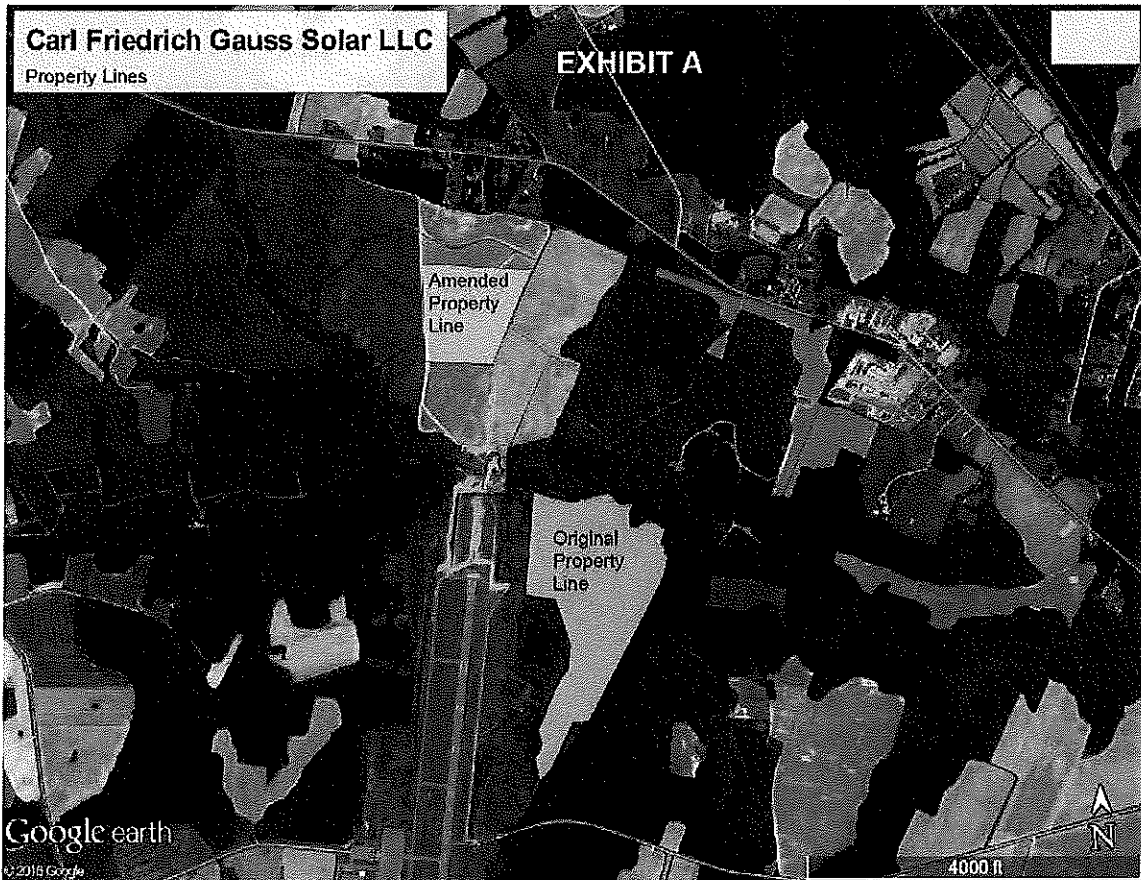 Carl Friedrich Gauss Solar LLC
Property Lines
EXHIBIT A
Amended
Property
Line
Original
Property
Line
Google earth
© 2016 Google
N
4000 ft